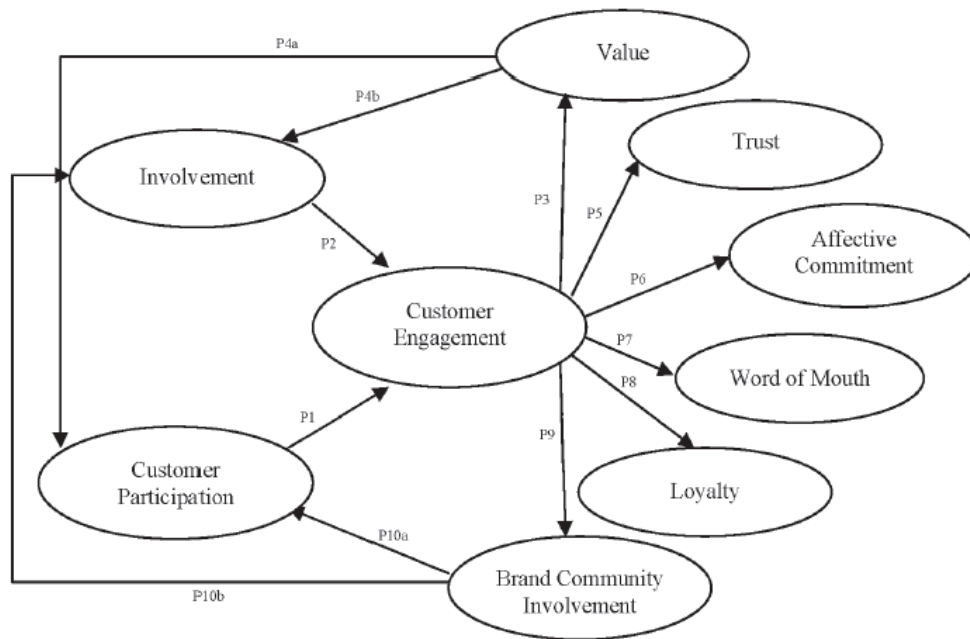 P4a
Value
P4b
Trust
Involvement
P3
P5
P2
Affective
Commitment
P6
Customer
Engagement
P7
Word of Mouth
P8
P1
P9
Customer
Participation
Loyalty
P10a
Brand Community
Involvement
P10b